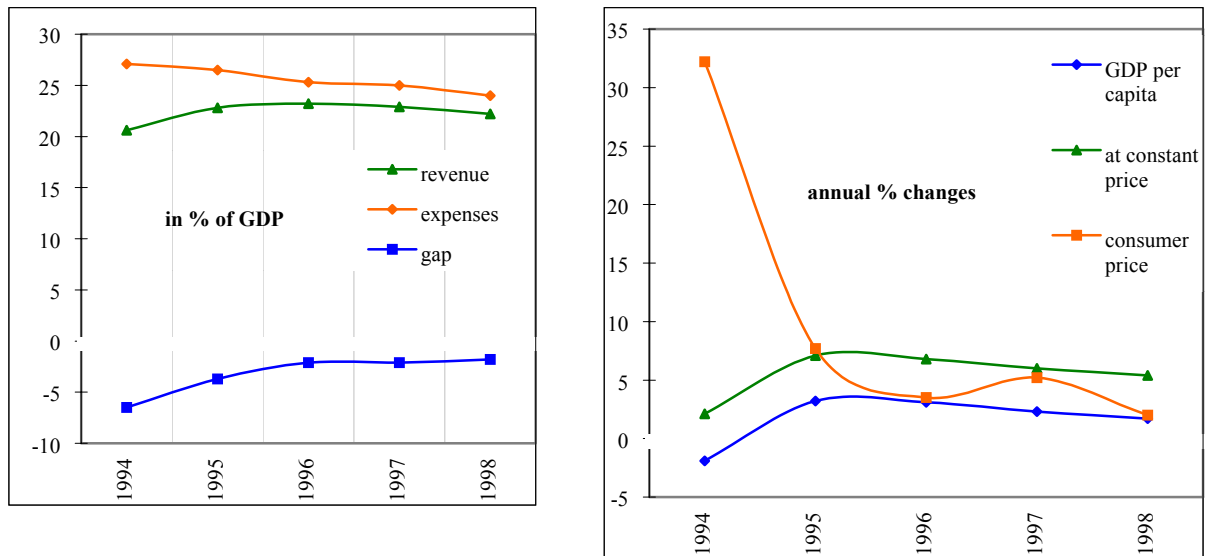 30
25
20
15
10
5
0
-5
-10
in % of GDP
revenue
expenses
gap
1994
1995
1996
1997
1998
35
30
25
20
15
10
5
0
-5
annual % changes
GDP per
capita
at constant
price
consumer
price
1994
1995
1996
1997
1998